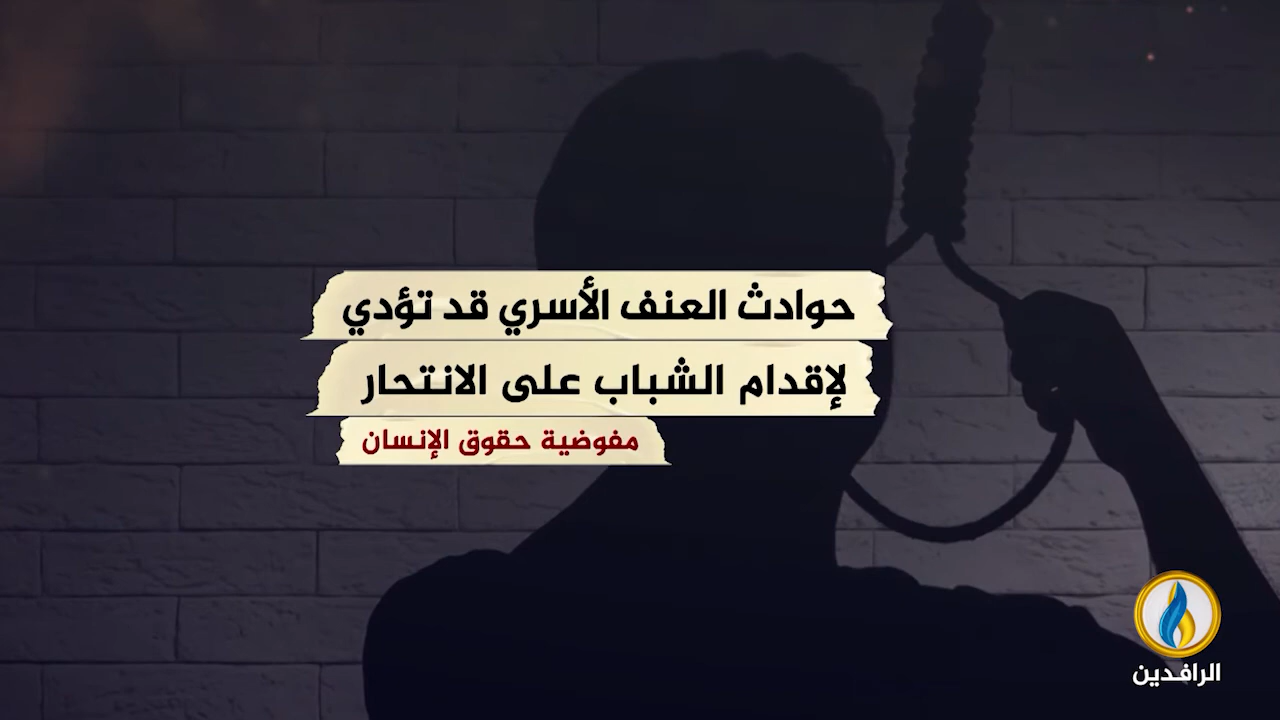 حوادث العنف الأسري قد تؤدي
لإقدام الشباب على الانتحار
مفوضية حقوق الإنسان
الرافدين